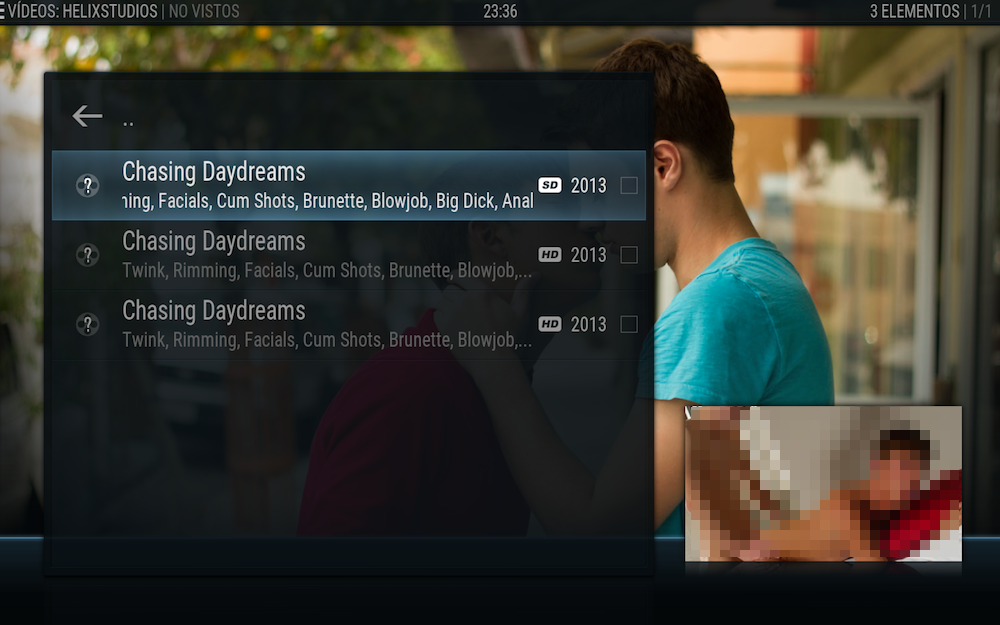 VÍDEOS: HELIXSTUDIOS | NO VISTOS
23:36
3 ELEMENTOS | 1/1
..
Chasing Daydreams
ning, Facials, Cum Shots, Brunette, Blowjob, Big Dick, Anal
SD 2013
Chasing Daydreams
Twink, Rimming, Facials, Cum Shots, Brunette, Blowjob,...
HD 2013
Chasing Daydreams
Twink, Rimming, Facials, Cum Shots, Brunette, Blowjob,...
HD 2013